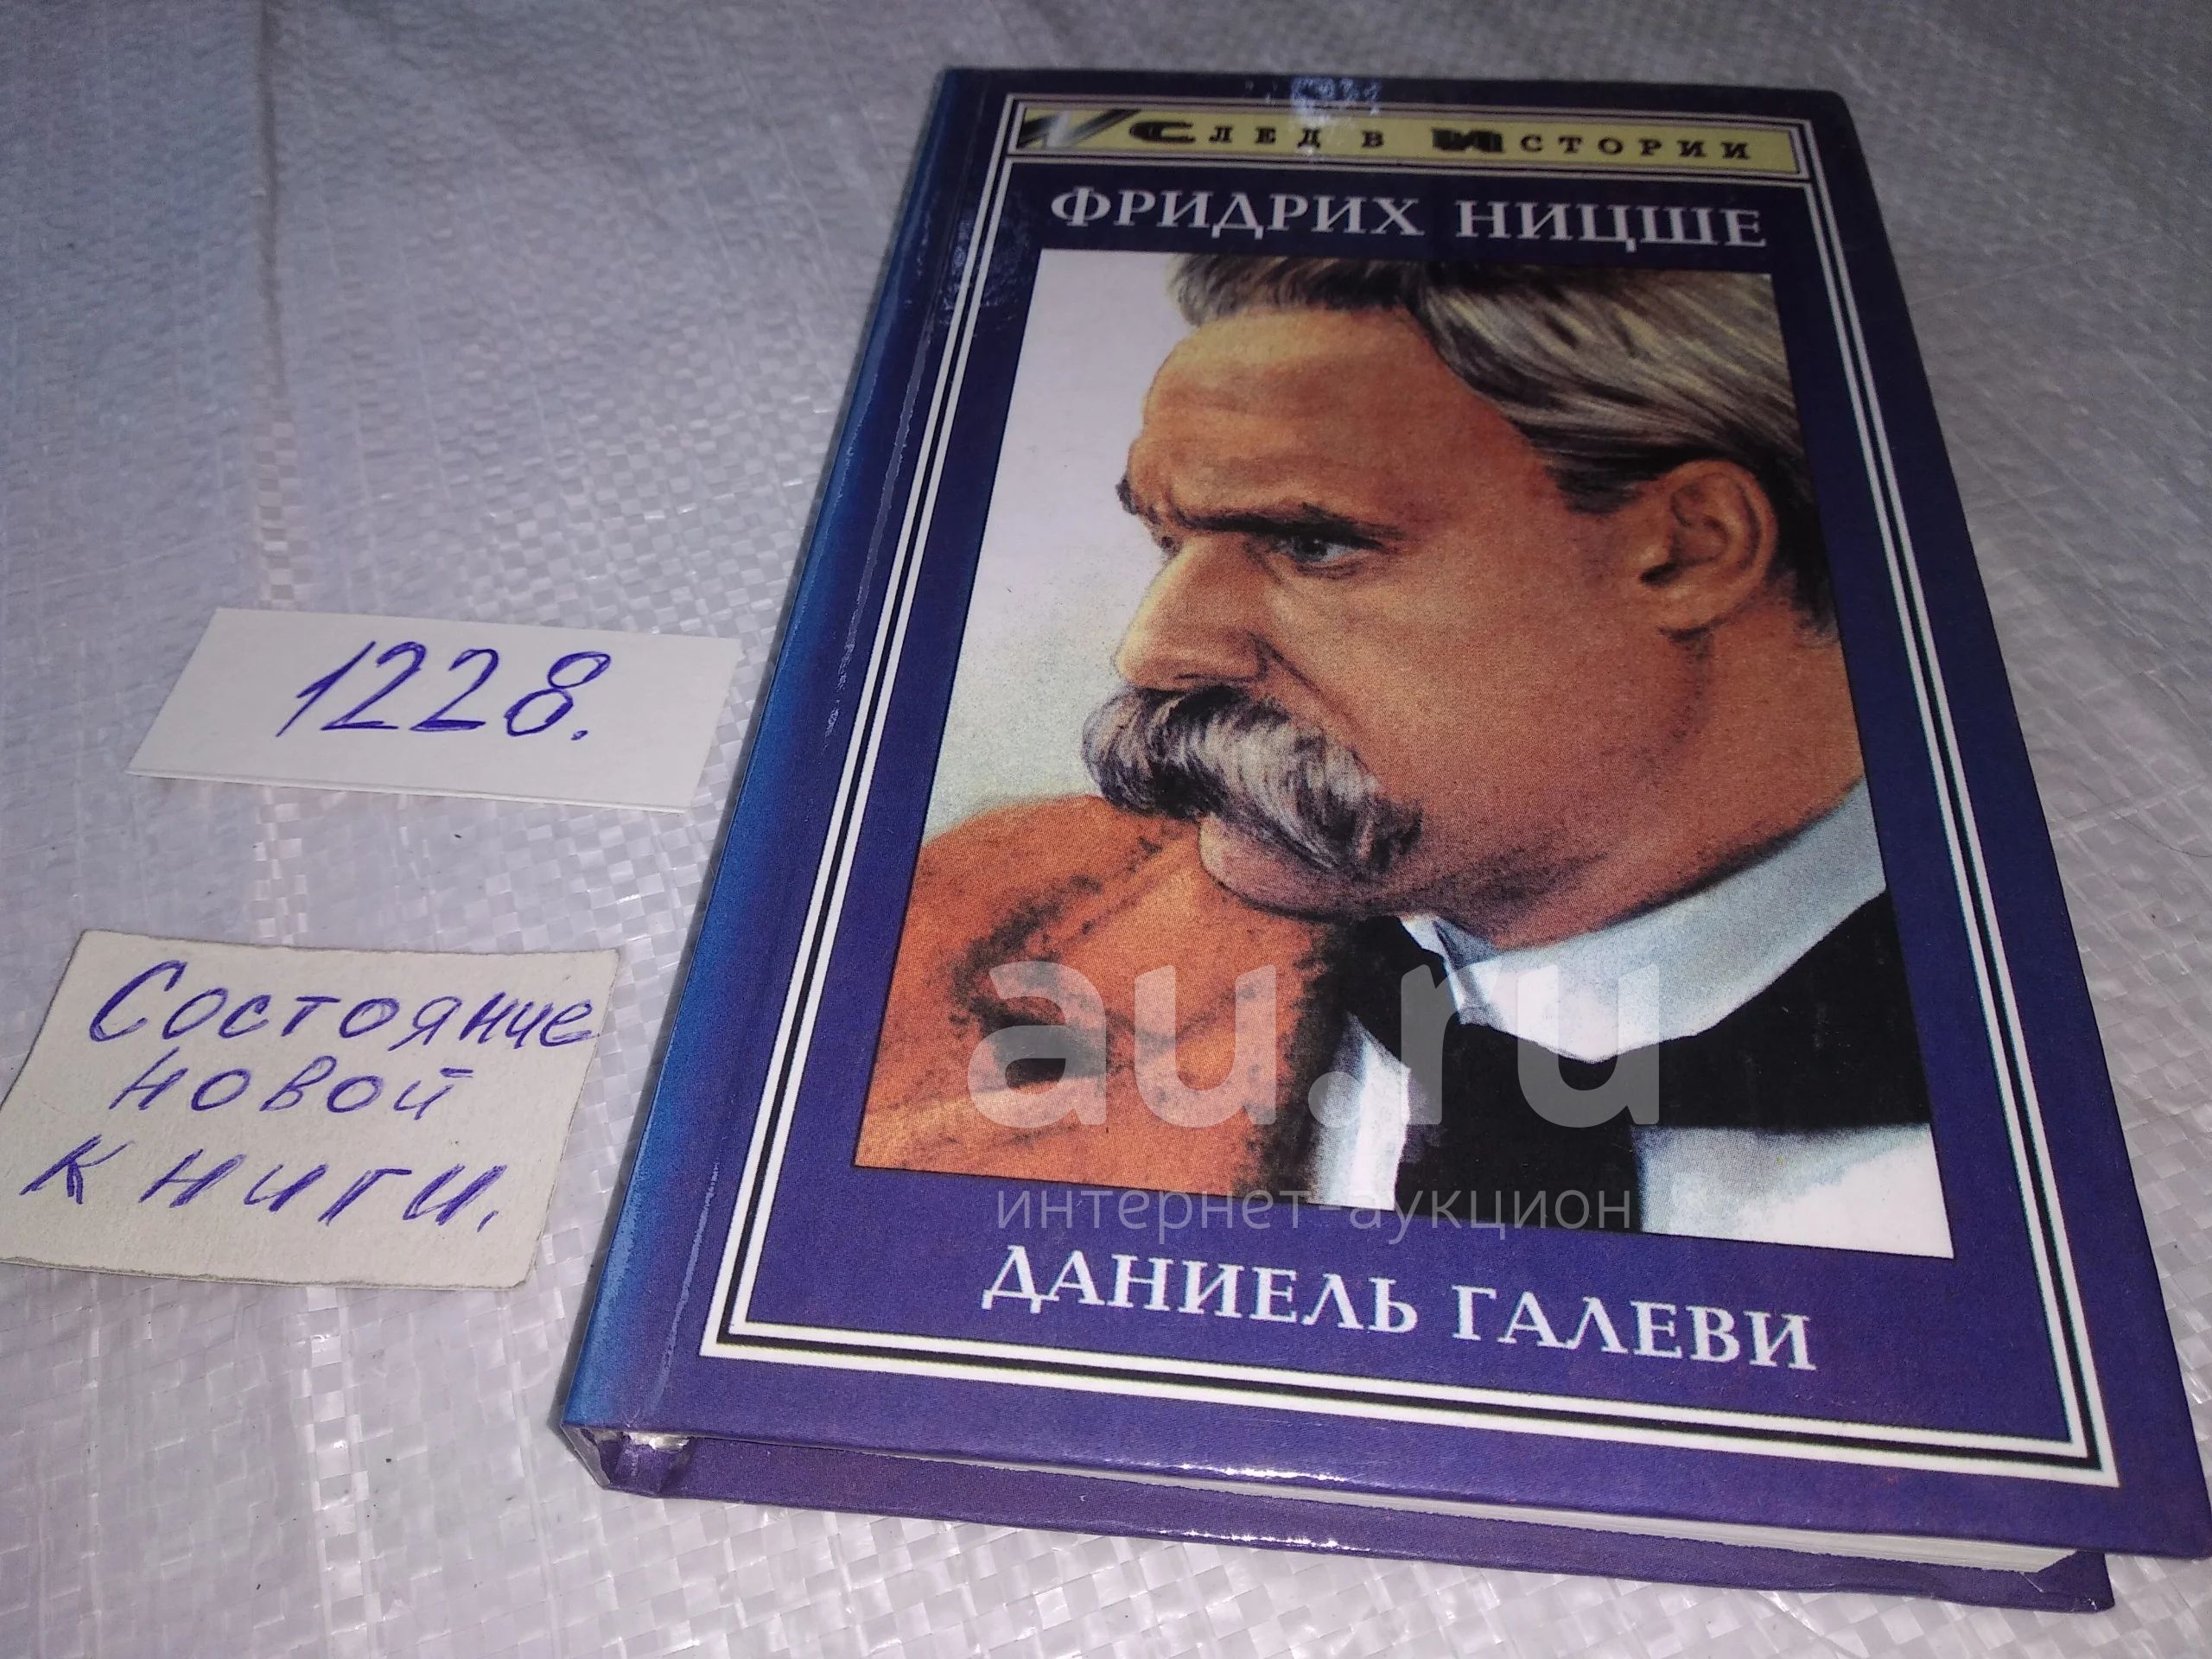 След в Истории
ФРИДРИХ НИЦШЕ
1228.
Состояние
новой
книги.
au.ru
интернет-аукцион
ДАНИЕЛЬ ГАЛЕВИ